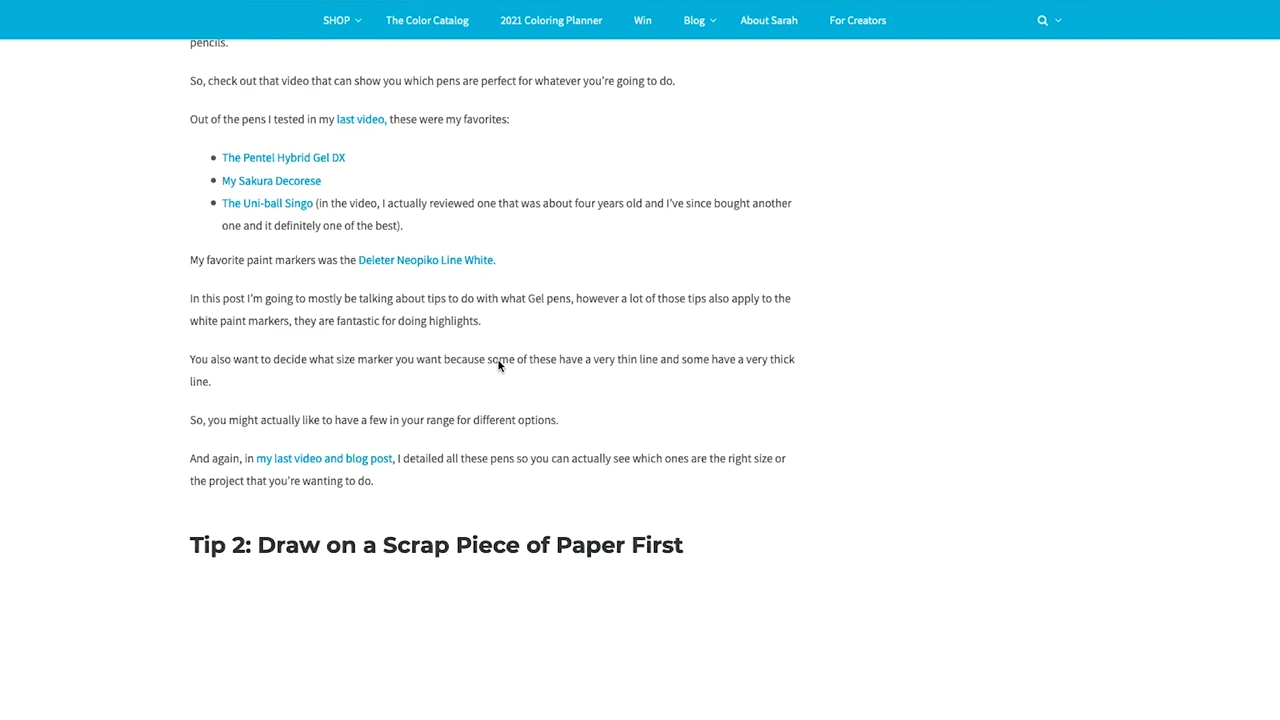 SHOP The Color Catalog 2021 Coloring Planner Win Blog About Sarah For Creators
pencils.
So, check out that video that can show you which pens are perfect for whatever you're going to do.
Out of the pens I tested in my last video, these were my favorites:
The Pentel Hybrid Gel DX
My Sakura Decorese
The Uni-ball Singo (in the video, I actually reviewed one that was about four years old and I've since bought another
one and it definitely one of the best).
My favorite paint markers was the Deleter Neopiko Line White.
In this post I'm going to mostly be talking about tips to do with what Gel pens, however a lot of those tips also apply to the
white paint markers, they are fantastic for doing highlights.
You also want to decide what size marker you want because some of these have a very thin line and some have a very thick
line.
So, you might actually like to have a few in your range for different options.
And again, in my last video and blog post, I detailed all these pens so you can actually see which ones are the right size or
the project that you're wanting to do.
Tip 2: Draw on a Scrap Piece of Paper First